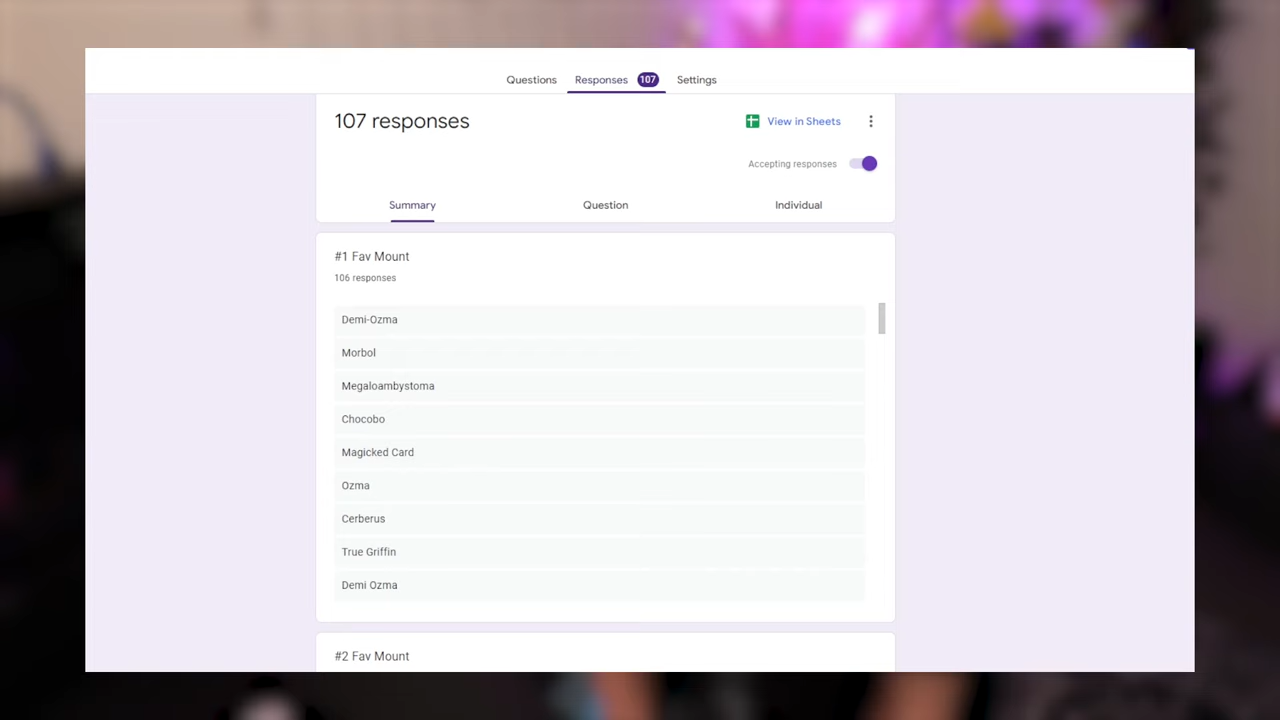 Questions Responses 107 Settings
107 responses
View in Sheets
Accepting responses
Summary Question Individual
#1 Fav Mount
106 responses
Demi-Ozma
Morbol
Megaloambystoma
Chocobo
Magicked Card
Ozma
Cerberus
True Griffin
Demi Ozma
#2 Fav Mount